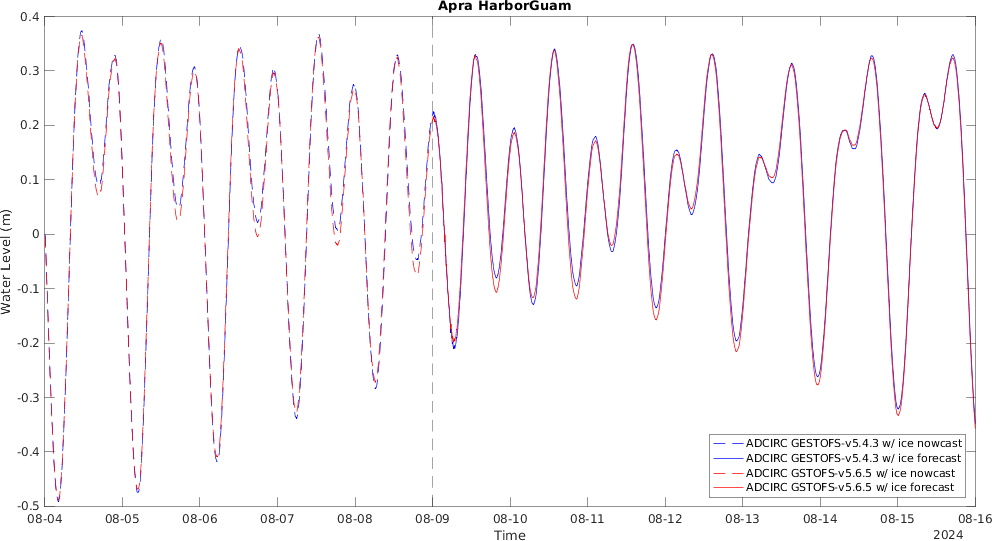 Apra HarborGuam
0.4
0.3
0.2
0.1
0
-0.1
-0.2
-0.3
-0.4
-0.5
Water Level (m)
ADCIRC GESTOFS-v5.4.3 w/ ice nowcast
ADCIRC GESTOFS-v5.4.3 w/ ice forecast
ADCIRC GSTOFS-v5.6.5 w/ ice nowcast
ADCIRC GSTOFS-v5.6.5 w/ ice forecast
08-04 08-05 08-06 08-07 08-08 08-09 08-10 08-11 08-12 08-13 08-14 08-15 08-16
Time
2024